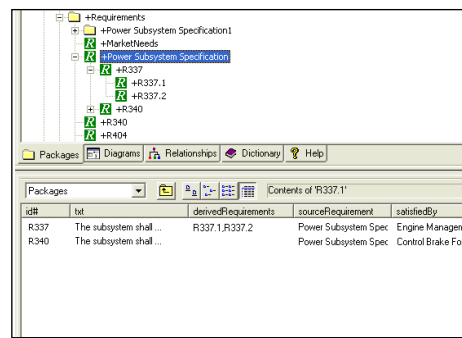 +Requirements
+Power Subsystem Specification1
R +MarketNeeds
R +Power Subsystem Specification
R +R337
R +R337.1
R +R337.2
R +R340
R +R340
R +R404
Packages Diagrams Relationships Dictionary Help
Packages Contents of 'R337.1'
id# txt derivedRequirements sourceRequirement satisfiedBy
R337 The subsystem shall ... R337.1,R337.2 Power Subsystem Spec Engine Managem
R340 The subsystem shall ... Power Subsystem Spec Control Brake Fo